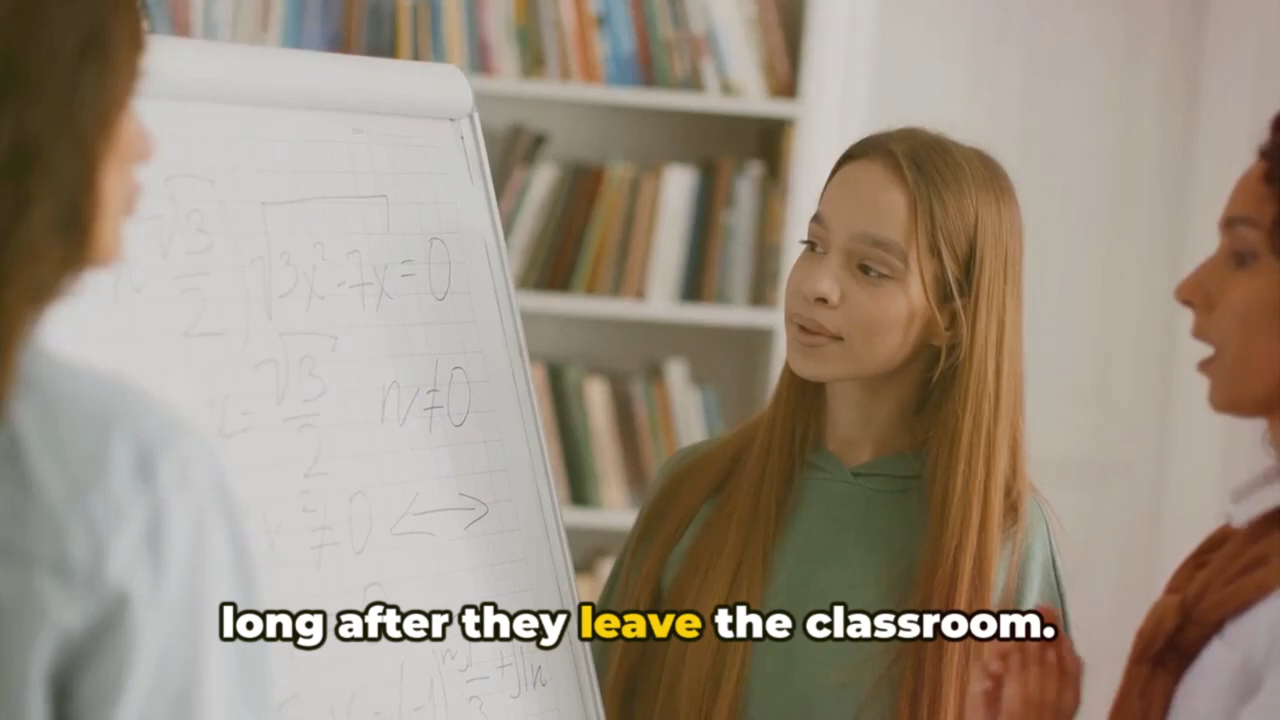 √3
2
√3x²-7x=0
√3
2
n≠0
≠0 ⟷
long after they leave the classroom.